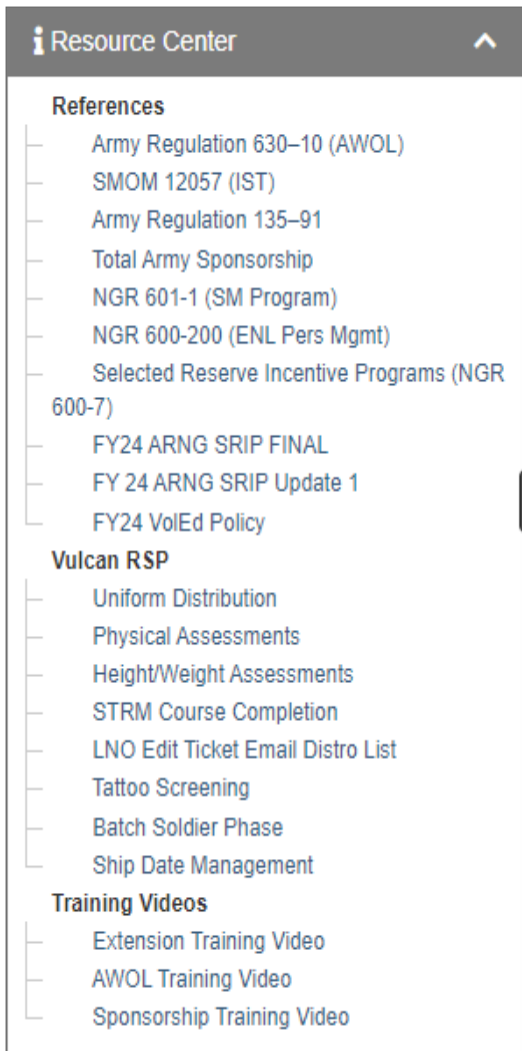 Resource Center
References
Army Regulation 630–10 (AWOL)
SMOM 12057 (IST)
Army Regulation 135–91
Total Army Sponsorship
NGR 601-1 (SM Program)
NGR 600-200 (ENL Pers Mgmt)
Selected Reserve Incentive Programs (NGR
600-7)
FY24 ARNG SRIP FINAL
FY 24 ARNG SRIP Update 1
FY24 VolEd Policy
Vulcan RSP
Uniform Distribution
Physical Assessments
Height/Weight Assessments
STRM Course Completion
LNO Edit Ticket Email Distro List
Tattoo Screening
Batch Soldier Phase
Ship Date Management
Training Videos
Extension Training Video
AWOL Training Video
Sponsorship Training Video